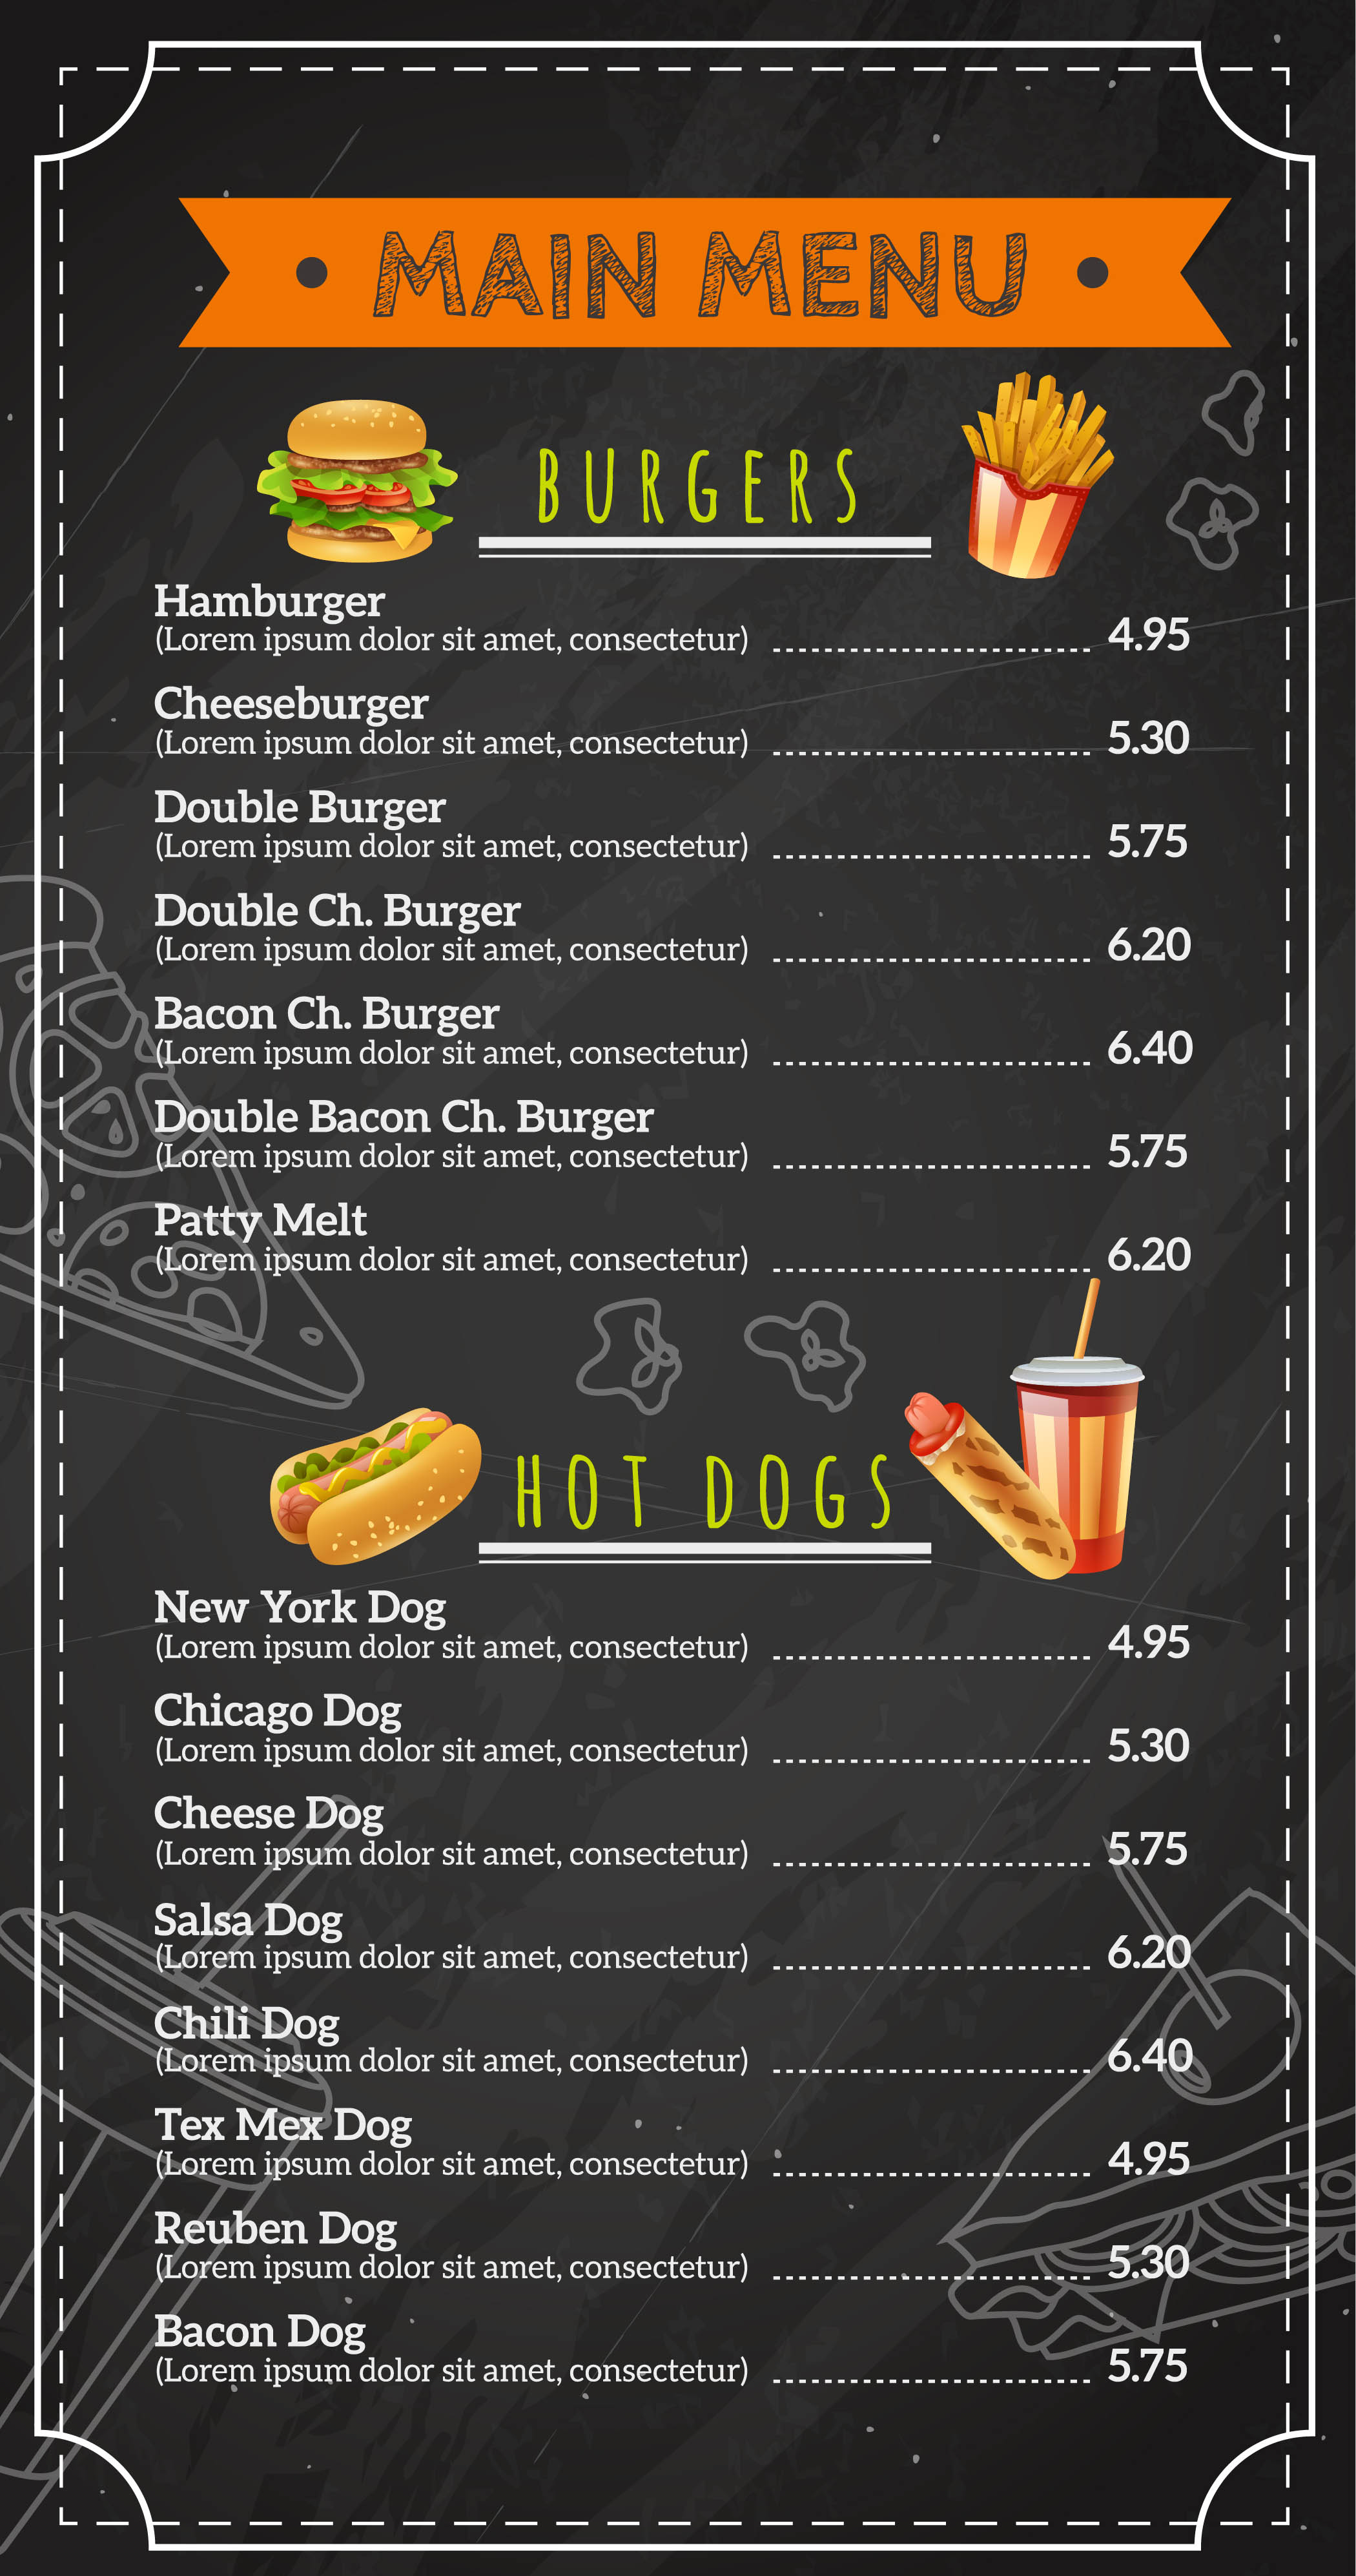 MAIN MENU
BURGERS
Hamburger
(Lorem ipsum dolor sit amet, consectetur) 4.95
Cheeseburger
(Lorem ipsum dolor sit amet, consectetur) 5.30
Double Burger
(Lorem ipsum dolor sit amet, consectetur) 5.75
Double Ch. Burger
(Lorem ipsum dolor sit amet, consectetur) 6.20
Bacon Ch. Burger
(Lorem ipsum dolor sit amet, consectetur) 6.40
Double Bacon Ch. Burger
(Lorem ipsum dolor sit amet, consectetur) 5.75
Patty Melt
(Lorem ipsum dolor sit amet, consectetur) 6.20
HOT DOGS
New York Dog
(Lorem ipsum dolor sit amet, consectetur) 4.95
Chicago Dog
(Lorem ipsum dolor sit amet, consectetur) 5.30
Cheese Dog
(Lorem ipsum dolor sit amet, consectetur) 5.75
Salsa Dog
(Lorem ipsum dolor sit amet, consectetur) 6.20
Chili Dog
(Lorem ipsum dolor sit amet, consectetur) 6.40
Tex Mex Dog
(Lorem ipsum dolor sit amet, consectetur) 4.95
Reuben Dog
(Lorem ipsum dolor sit amet, consectetur) 5.30
Bacon Dog
(Lorem ipsum dolor sit amet, consectetur) 5.75